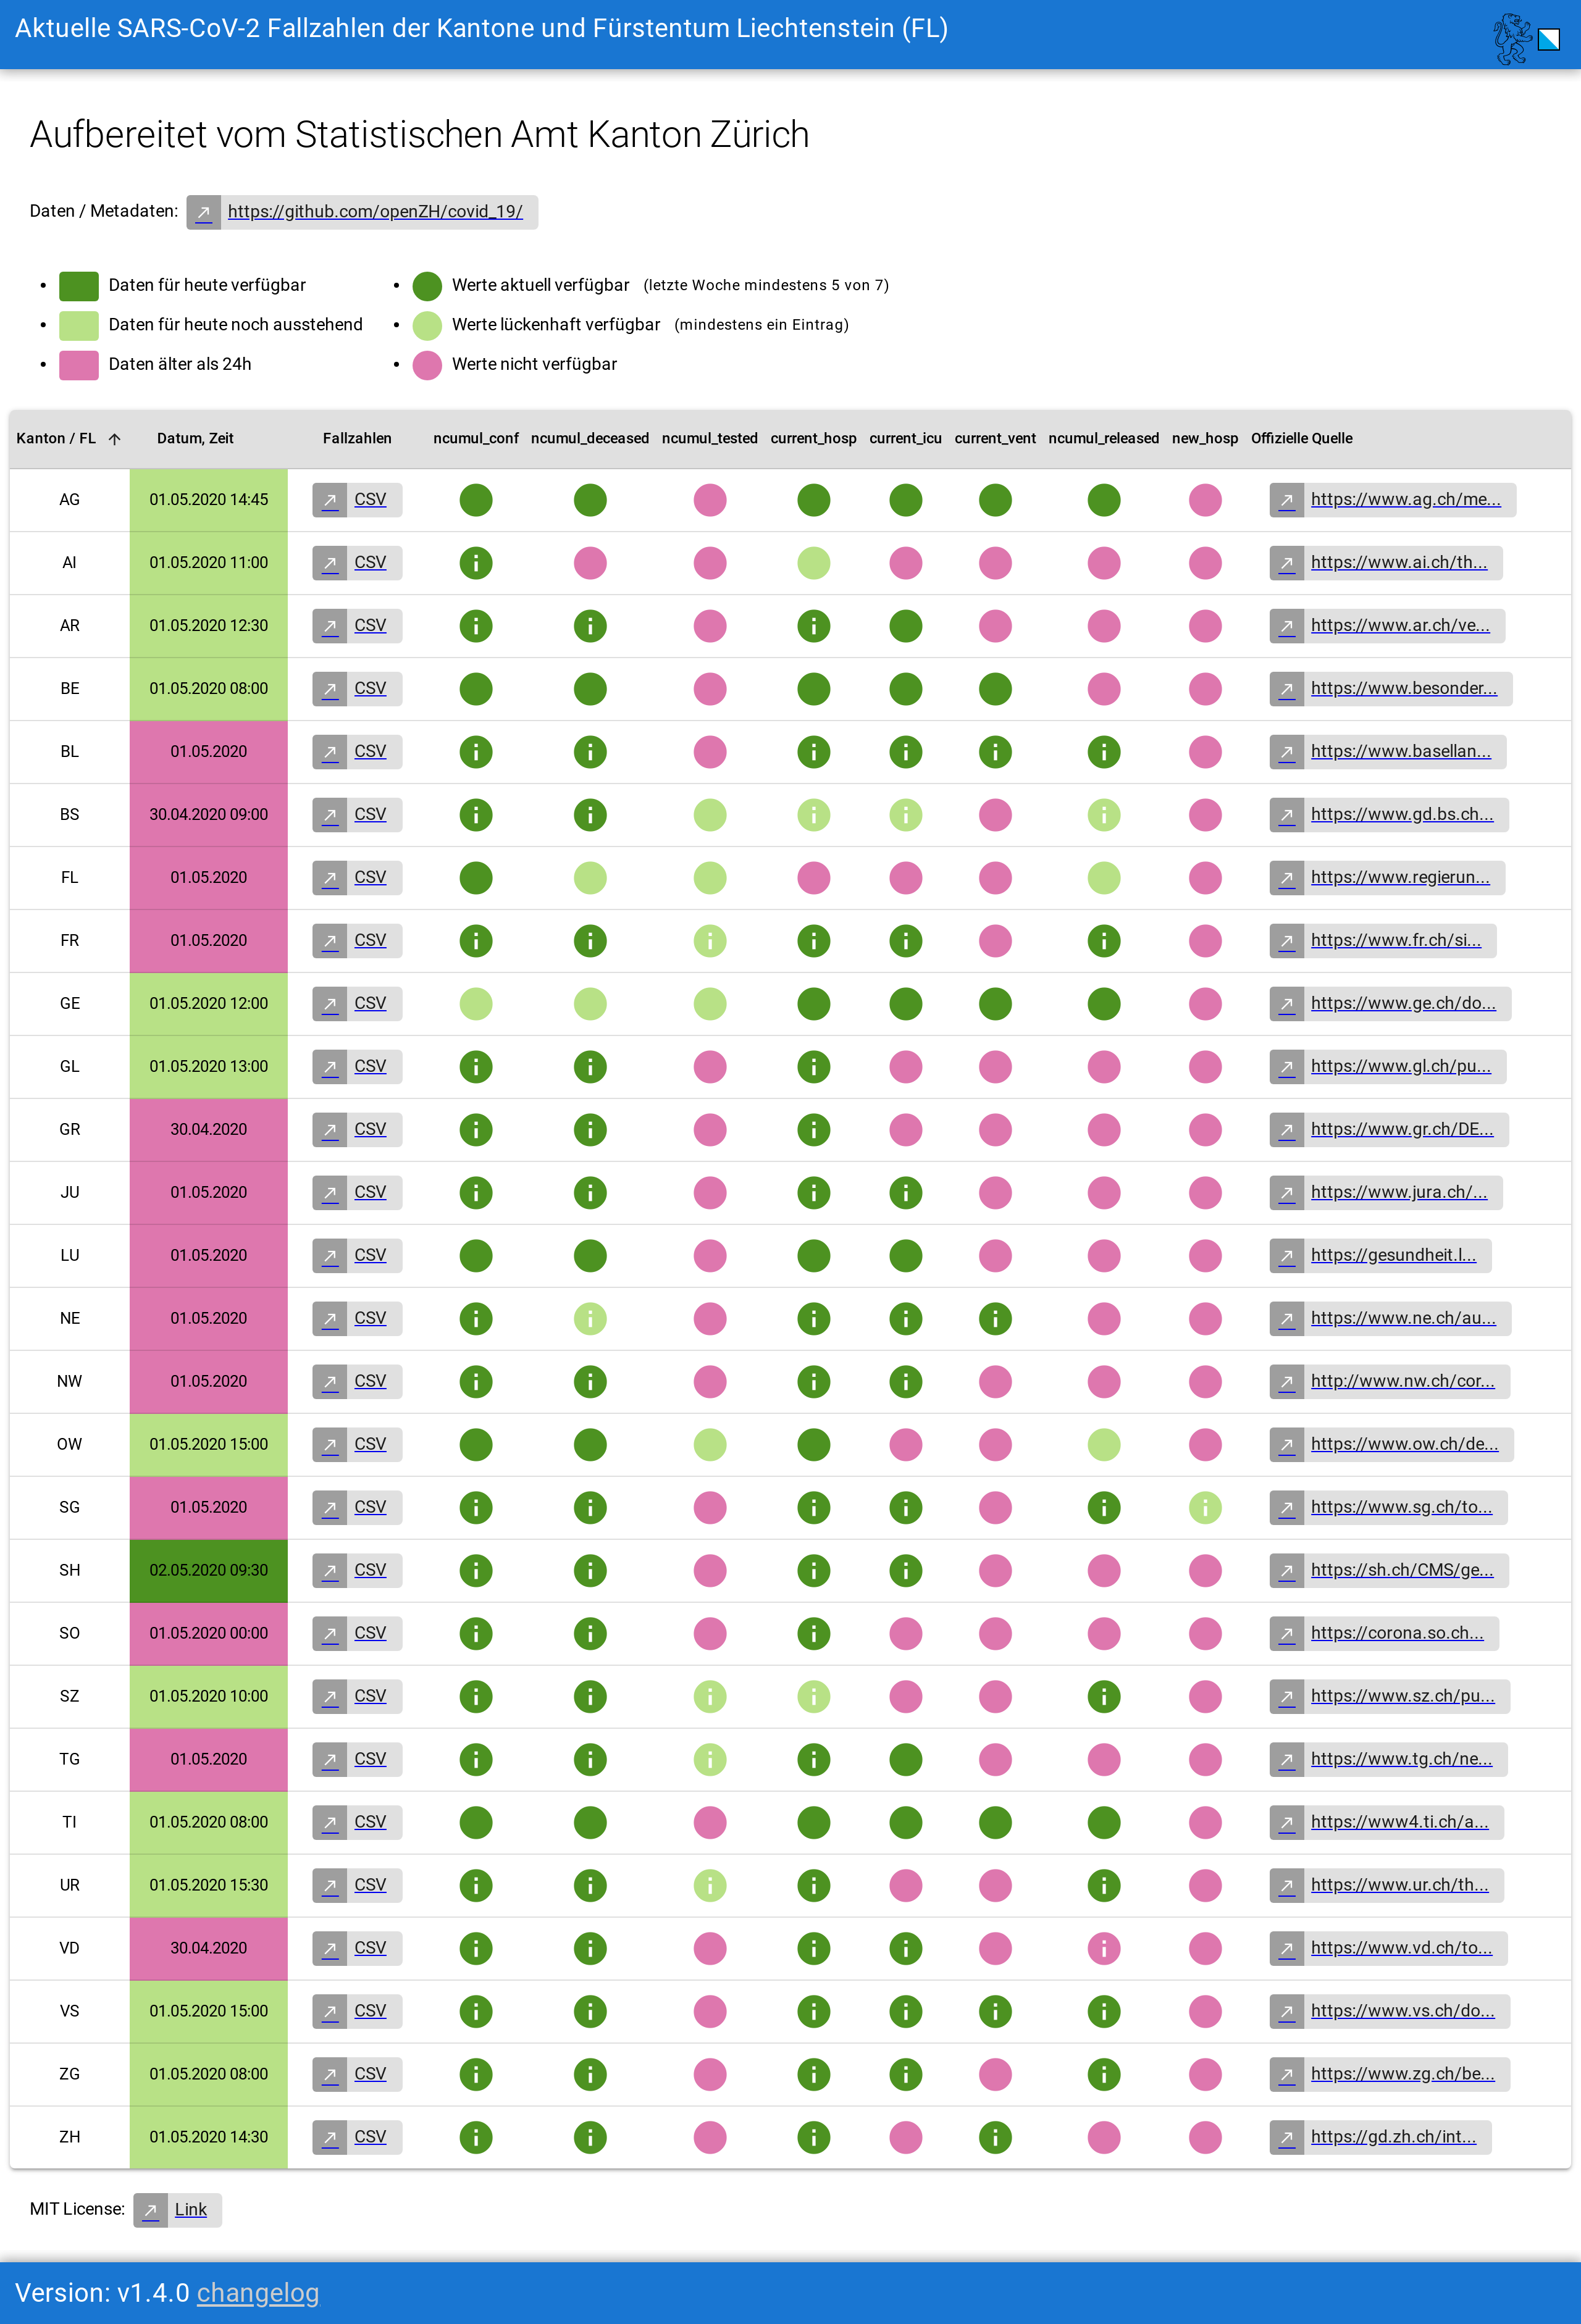 Aktuelle SARS-CoV-2 Fallzahlen der Kantone und Fürstentum Liechtenstein (FL)
Aufbereitet vom Statistischen Amt Kanton Zürich
Daten / Metadaten: https://github.com/openZH/covid_19/
Daten für heute verfügbar
Daten für heute noch ausstehend
Daten älter als 24h
Werte aktuell verfügbar (letzte Woche mindestens 5 von 7)
Werte lückenhaft verfügbar (mindestens ein Eintrag)
Werte nicht verfügbar
Kanton / FL Datum, Zeit Fallzahlen ncumul_conf ncumul_deceased ncumul_tested current_hosp current_icu current_vent ncumul_released new_hosp Offizielle Quelle
AG 01.05.2020 14:45 CSV https://www.ag.ch/me...
AI 01.05.2020 11:00 CSV https://www.ai.ch/th...
AR 01.05.2020 12:30 CSV https://www.ar.ch/ve...
BE 01.05.2020 08:00 CSV https://www.besonder...
BL 01.05.2020 CSV https://www.basellan...
BS 30.04.2020 09:00 CSV https://www.gd.bs.ch...
FL 01.05.2020 CSV https://www.regierun...
FR 01.05.2020 CSV https://www.fr.ch/si...
GE 01.05.2020 12:00 CSV https://www.ge.ch/do...
GL 01.05.2020 13:00 CSV https://www.gl.ch/pu...
GR 30.04.2020 CSV https://www.gr.ch/DE...
JU 01.05.2020 CSV https://www.jura.ch/...
LU 01.05.2020 CSV https://gesundheit.l...
NE 01.05.2020 CSV https://www.ne.ch/au...
NW 01.05.2020 CSV http://www.nw.ch/cor...
OW 01.05.2020 15:00 CSV https://www.ow.ch/de...
SG 01.05.2020 CSV https://www.sg.ch/to...
SH 02.05.2020 09:30 CSV https://sh.ch/CMS/ge...
SO 01.05.2020 00:00 CSV https://corona.so.ch...
SZ 01.05.2020 10:00 CSV https://www.sz.ch/pu...
TG 01.05.2020 CSV https://www.tg.ch/ne...
TI 01.05.2020 08:00 CSV https://www4.ti.ch/a...
UR 01.05.2020 15:30 CSV https://www.ur.ch/th...
VD 30.04.2020 CSV https://www.vd.ch/to...
VS 01.05.2020 15:00 CSV https://www.vs.ch/do...
ZG 01.05.2020 08:00 CSV https://www.zg.ch/be...
ZH 01.05.2020 14:30 CSV https://gd.zh.ch/int...
MIT License: Link
Version: v1.4.0 changelog